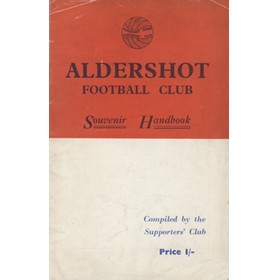 ALDERSHOT
FOOTBALL CLUB
Souvenir Handbook
Compiled by the
Supporters' Club
Price 1/-